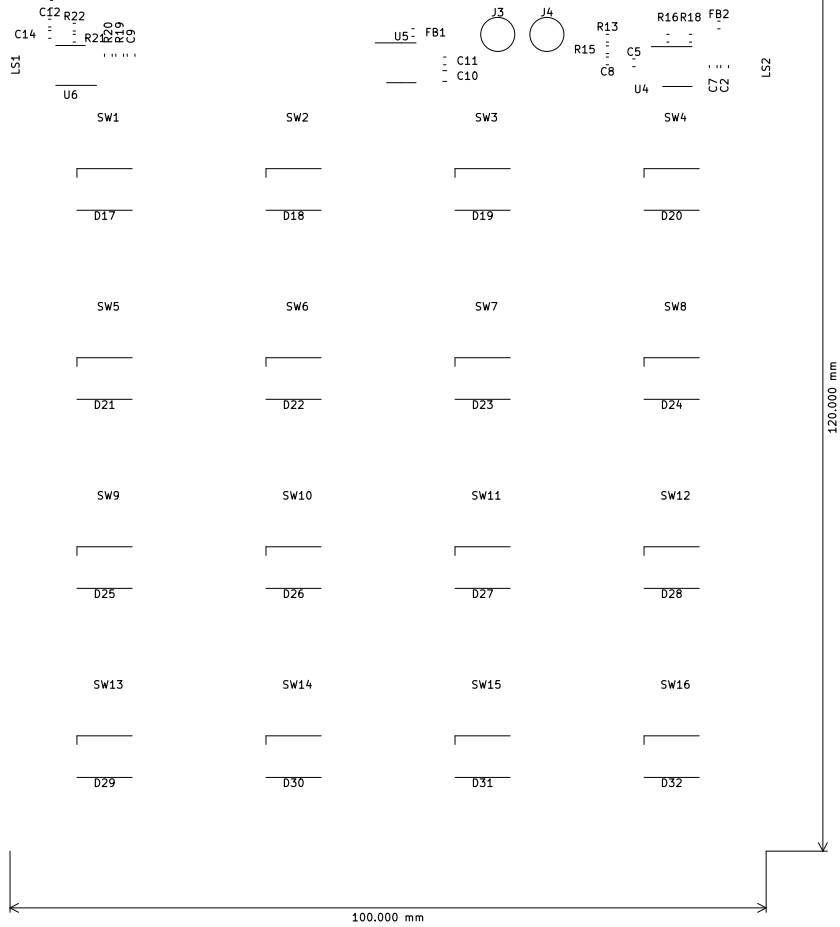 C12
R22
C14
R21
R20
R19
C9
LS1
U6
U5
FB1
C11
C10
J3
J4
R13
R15
C8
C5
R16 R18
FB2
U4
C7
C2
LS2
SW1 SW2 SW3 SW4
D17 D18 D19 D20
SW5 SW6 SW7 SW8
D21 D22 D23 D24
120.000 mm
SW9 SW10 SW11 SW12
D25 D26 D27 D28
SW13 SW14 SW15 SW16
D29 D30 D31 D32
100.000 mm